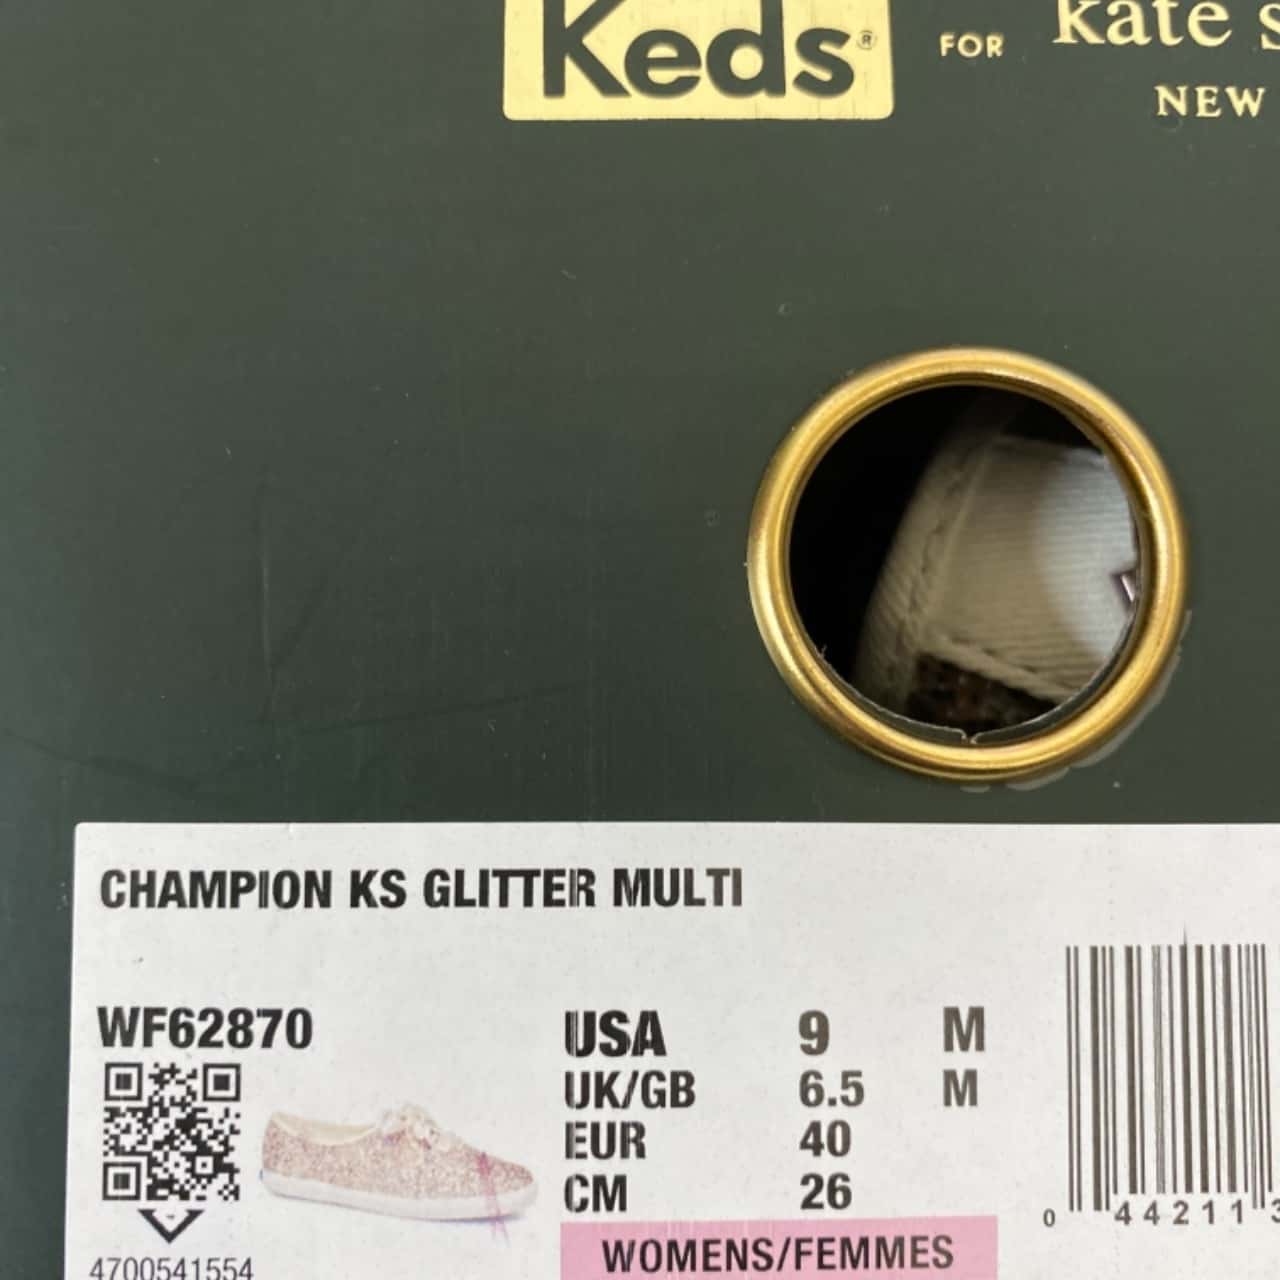 Keds® FOR kate s
NEW
CHAMPION KS GLITTER MULTI
WF62870
USA 9 M
UK/GB 6.5 M
EUR 40
CM 26
WOMENS/FEMMES
4700541554
0 44211 3